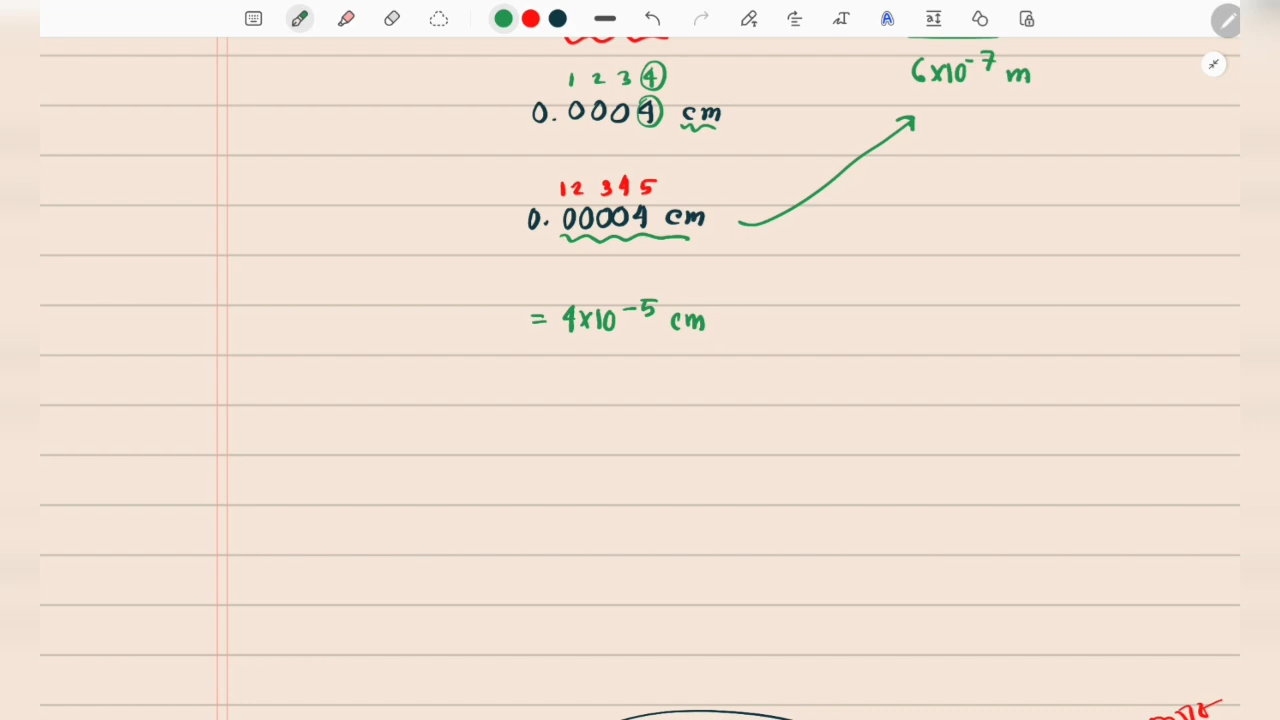 6x10⁻⁷ m
1 2 3 4
0.0004 cm
1 2 3 4 5
0.00004 cm
= 4x10⁻⁵ cm